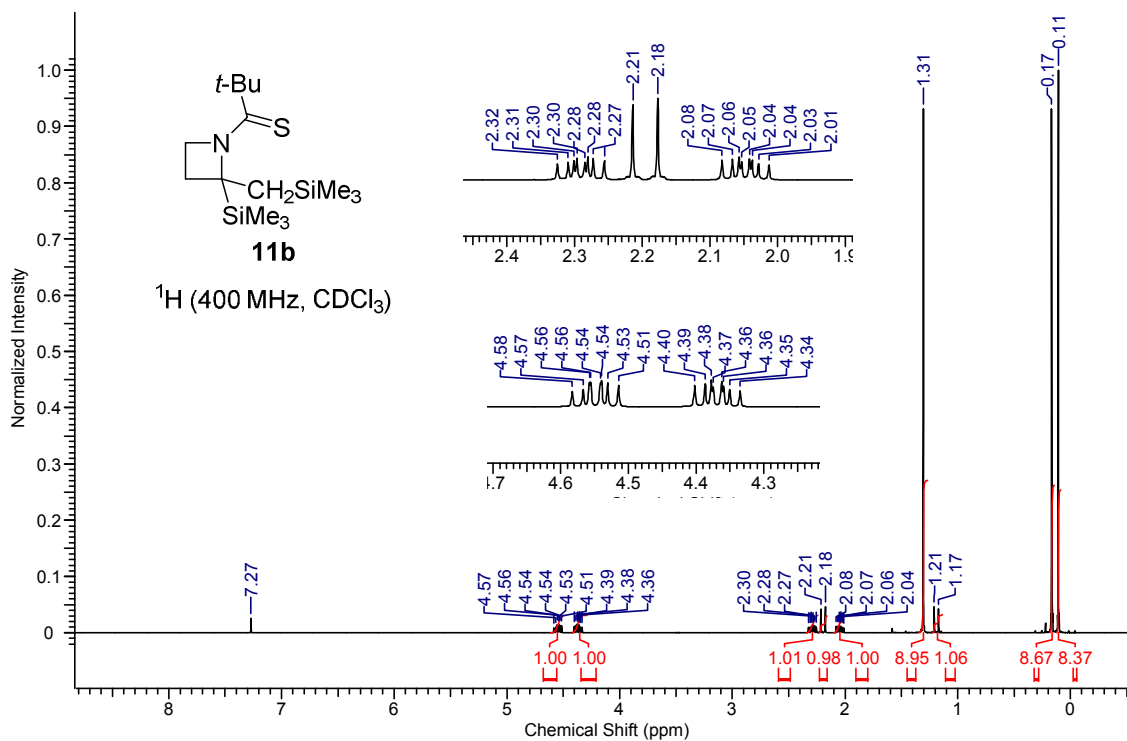 t-Bu
N
S
CH2SiMe3
SiMe3
11b
1H (400 MHz, CDCl3)
2.32 2.31 2.30 2.30 2.28 2.28 2.27 2.21 2.18 2.08 2.07 2.06 2.05 2.04 2.04 2.03 2.01
2.4 2.3 2.2 2.1 2.0
4.58 4.57 4.56 4.56 4.54 4.54 4.53 4.51 4.40 4.39 4.38 4.37 4.36 4.36 4.35 4.34
4.6 4.5 4.4 4.3
1.31 0.17 0.11
7.27 4.57 4.56 4.54 4.54 4.53 4.51 4.39 4.38 4.36 2.30 2.28 2.27 2.21 2.18 2.08 2.07 2.06 2.04 1.21 1.17
1.00 1.00 1.01 0.98 1.00 8.95 1.06 8.67 8.37
1.0
0.9
0.8
0.7
0.6
0.5
0.4
0.3
0.2
0.1
0
Normalized Intensity
8 7 6 5 4 3 2 1 0
Chemical Shift (ppm)